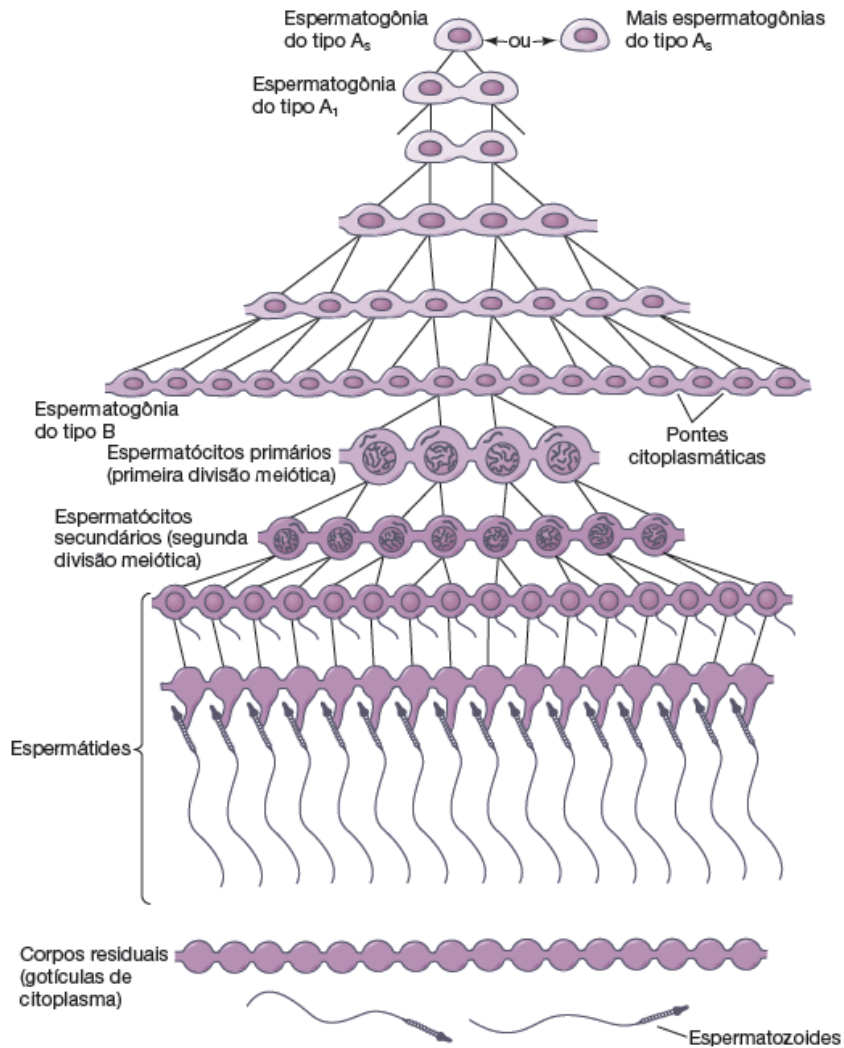 Espermatogônia
do tipo As
ou
Mais espermatogônias
do tipo As
Espermatogônia
do tipo A1
Espermatogônia
do tipo B
Pontes
citoplasmáticas
Espermatócitos primários
(primeira divisão meiótica)
Espermatócitos
secundários (segunda
divisão meiótica)
Espermátides
Corpos residuais
(gotículas de
citoplasma)
Espermatozoides